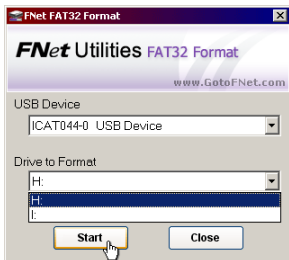 FNet FAT32 Format
FNet Utilities FAT32 Format
www.GotoFNet.com
USB Device
ICAT044-0 USB Device
Drive to Format
H:
H:
I:
Start
Close